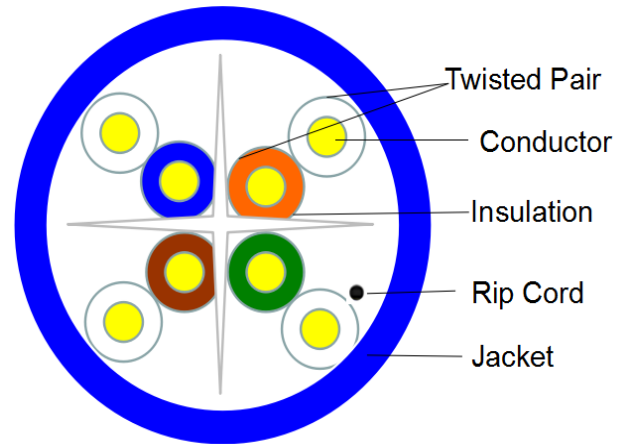 Twisted Pair
Conductor
Insulation
Rip Cord
Jacket